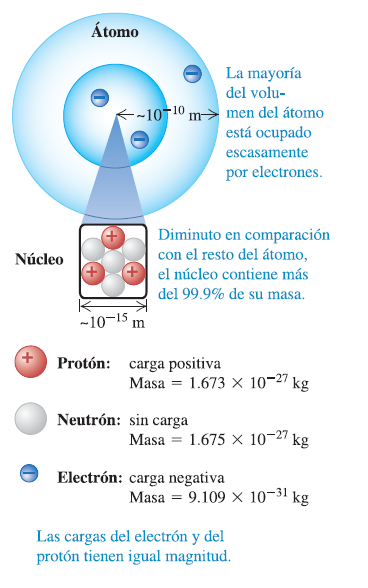 Átomo
~10⁻¹⁰ m
La mayoría
del volu-
men del átomo
está ocupado
escasamente
por electrones.
Núcleo
Diminuto en comparación
con el resto del átomo,
el núcleo contiene más
del 99.9% de su masa.
~10⁻¹⁵ m
Protón: carga positiva
Masa = 1.673 × 10⁻²⁷ kg
Neutrón: sin carga
Masa = 1.675 × 10⁻²⁷ kg
Electrón: carga negativa
Masa = 9.109 × 10⁻³¹ kg
Las cargas del electrón y del
protón tienen igual magnitud.